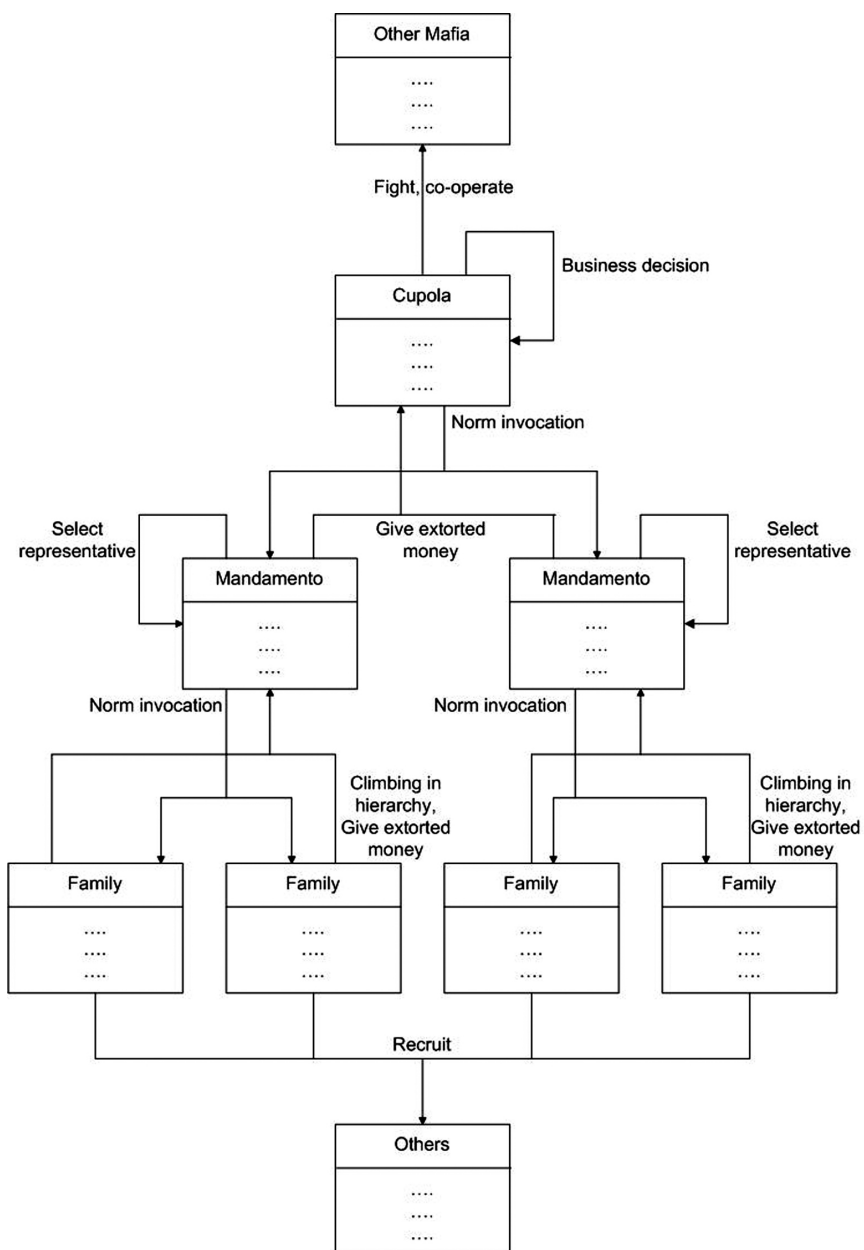 Other Mafia
....
....
....
Fight, co-operate
Business decision
Cupola
....
....
....
Norm invocation
Select
representative
Give extorted
money
Select
representative
Mandamento
....
....
....
Mandamento
....
....
....
Norm invocation
Norm invocation
Climbing in
hierarchy,
Give extorted
money
Climbing in
hierarchy,
Give extorted
money
Family
....
....
....
Family
....
....
....
Family
....
....
....
Family
....
....
....
Recruit
Others
....
....
....